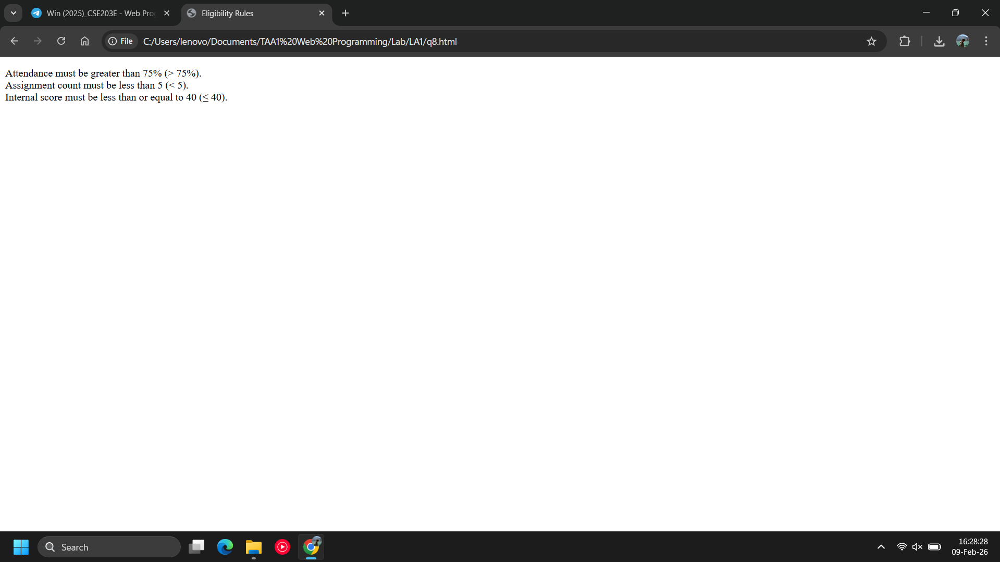 Win (2025)_CSE203E - Web Pro
Eligibility Rules
File
C:/Users/lenovo/Documents/TAA1%20Web%20Programming/Lab/LA1/q8.html
Attendance must be greater than 75% (> 75%).
Assignment count must be less than 5 (< 5).
Internal score must be less than or equal to 40 (≤ 40).
Search
16:28:28
09-Feb-26